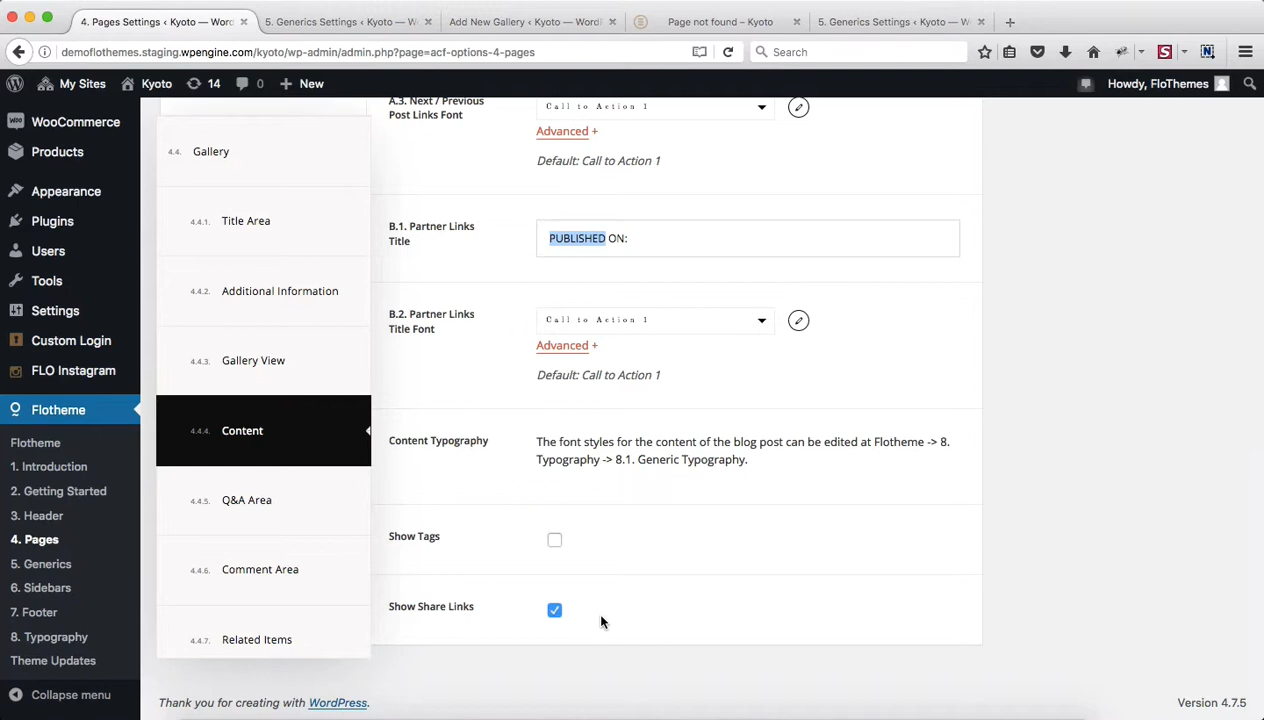 4. Pages Settings ‹ Kyoto — Word
5. Generics Settings ‹ Kyoto — W
Add New Gallery ‹ Kyoto — WordP
Page not found – Kyoto
5. Generics Settings ‹ Kyoto — W
demoflothemes.staging.wpengine.com/kyoto/wp-admin/admin.php?page=acf-options-4-pages
Search
My Sites
Kyoto
14
0
New
Howdy, FloThemes
WooCommerce
Products
Appearance
Plugins
Users
Tools
Settings
Custom Login
FLO Instagram
Flotheme
Flotheme
1. Introduction
2. Getting Started
3. Header
4. Pages
5. Generics
6. Sidebars
7. Footer
8. Typography
Theme Updates
Collapse menu
4.4. Gallery
4.4.1. Title Area
4.4.2. Additional Information
4.4.3. Gallery View
4.4.4. Content
4.4.5. Q&A Area
4.4.6. Comment Area
4.4.7. Related Items
A.3. Next / Previous
Post Links Font
Call to Action 1
Advanced +
Default: Call to Action 1
B.1. Partner Links
Title
PUBLISHED ON:
B.2. Partner Links
Title Font
Call to Action 1
Advanced +
Default: Call to Action 1
Content Typography
The font styles for the content of the blog post can be edited at Flotheme -> 8.
Typography -> 8.1. Generic Typography.
Show Tags
Show Share Links
Thank you for creating with WordPress.
Version 4.7.5